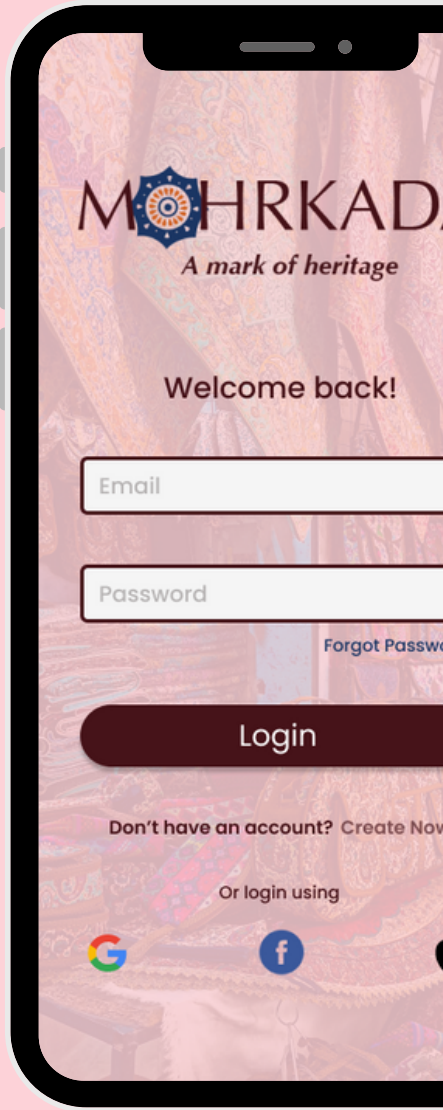 MOHRKADA
A mark of heritage
Welcome back!
Email
Password
Forgot Passwo
Login
Don't have an account? Create Now
Or login using
f